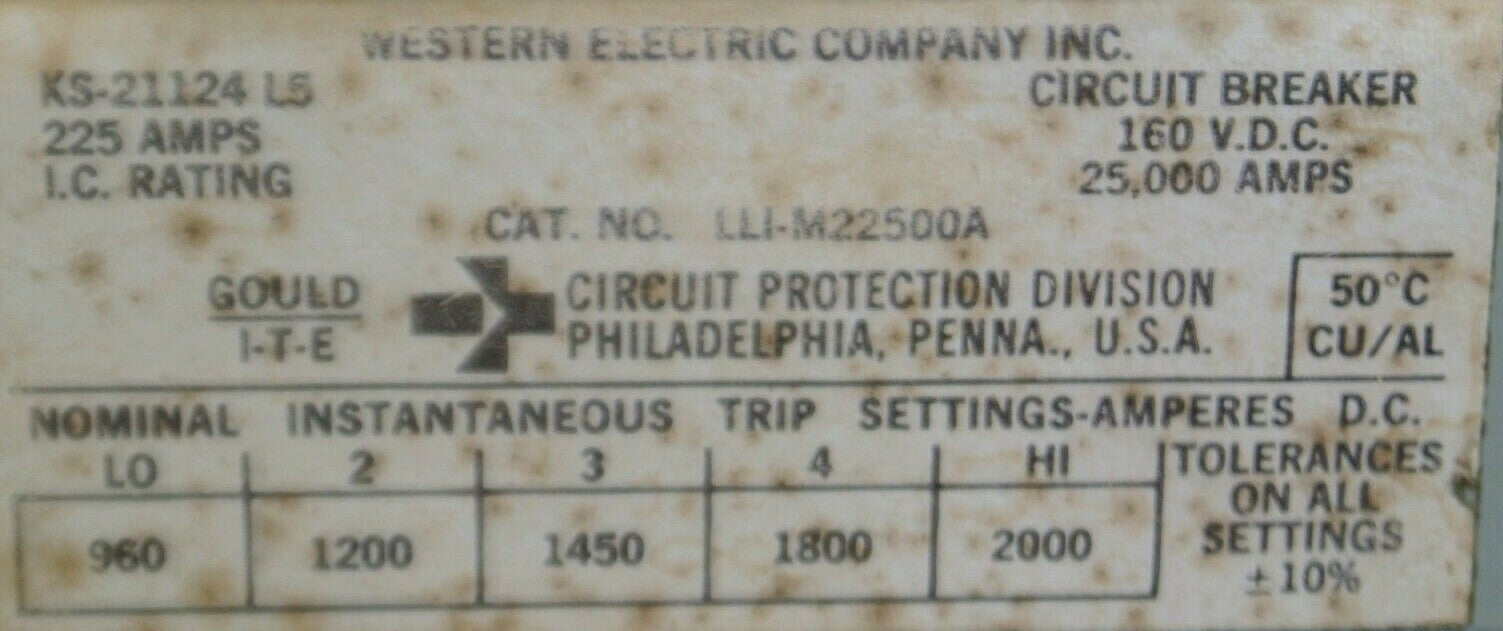 WESTERN ELECTRIC COMPANY INC.
KS-21124 L5 CIRCUIT BREAKER
225 AMPS 160 V.D.C.
I.C. RATING 25,000 AMPS
CAT. NO. LLI-M22500A
GOULD
I-T-E
CIRCUIT PROTECTION DIVISION
PHILADELPHIA, PENNA., U.S.A.
50°C
CU/AL
NOMINAL INSTANTANEOUS TRIP SETTINGS-AMPERES D.C.
LO 2 3 4 HI
960 1200 1450 1800 2000
TOLERANCES
ON ALL
SETTINGS
±10%